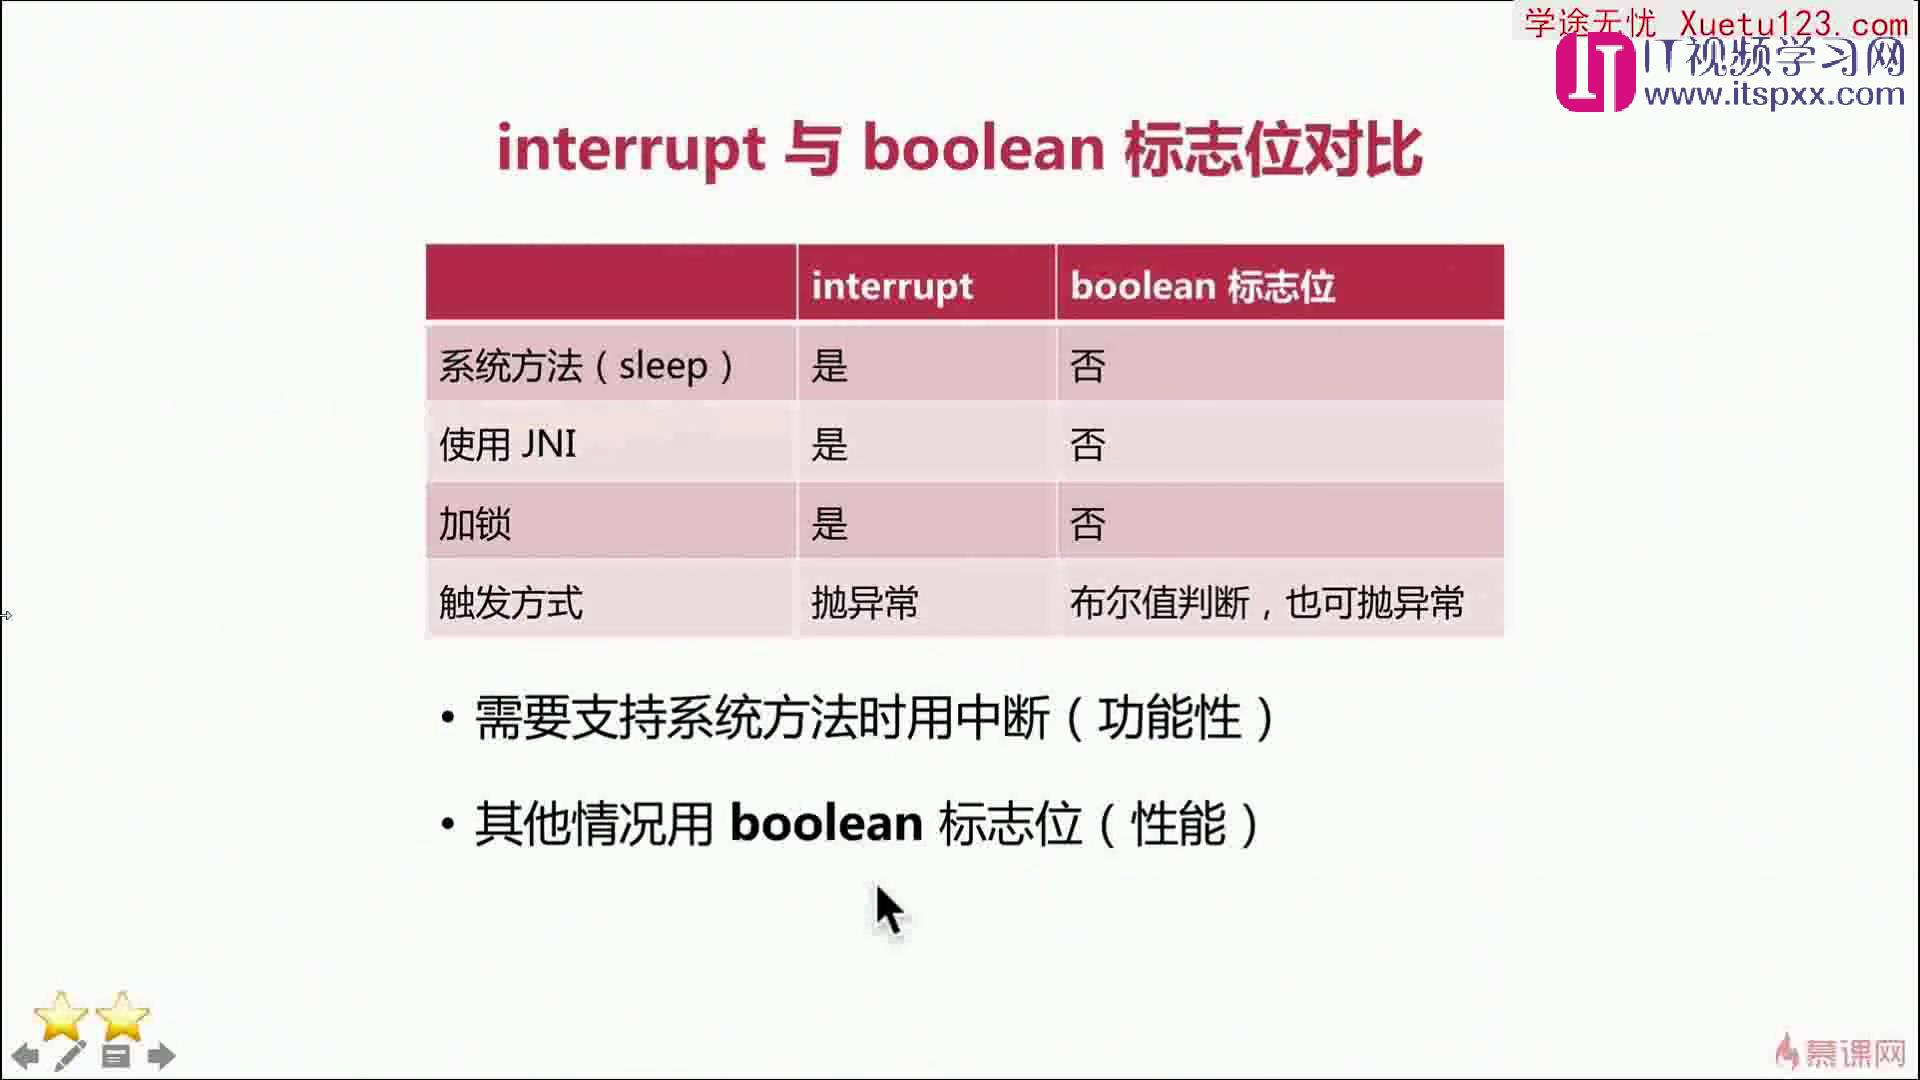 学途无忧 Xuetu123.com
IT视频学习网
www.itspxx.com
interrupt 与 boolean 标志位对比
interrupt boolean 标志位
系统方法（sleep） 是 否
使用 JNI 是 否
加锁 是 否
触发方式 抛异常 布尔值判断，也可抛异常
• 需要支持系统方法时用中断（功能性）
• 其他情况用 boolean 标志位（性能）
慕课网